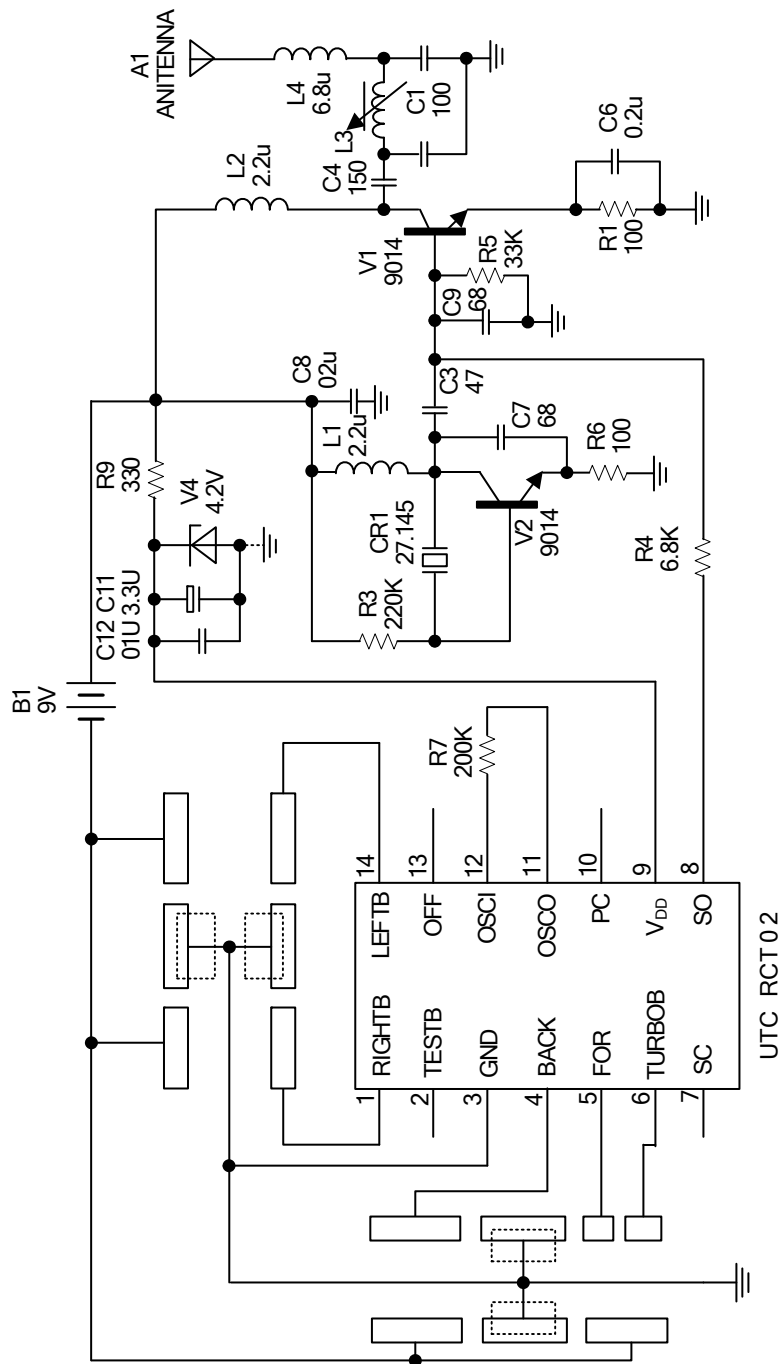 A1
ANITENNA
L4
6.8u
L3
C1
100
L2
2.2u
C4
150
V1
9014
R5
33K
C6
0.2u
R1
100
C9
68
C8
02u
L1
2.2u
C3
47
C7
68
R6
100
V2
9014
R9
330
V4
4.2V
CR1
27.145
R3
220K
R4
6.8K
C12 C11
01U 3.3U
B1
9V
R7
200K
14
13
12
11
10
9
8
LEFTB
OFF
OSCI
OSCO
PC
VDD
SO
RIGHTB
TESTB
GND
BACK
FOR
TURBOB
SC
1
2
3
4
5
6
7
UTC RCT02